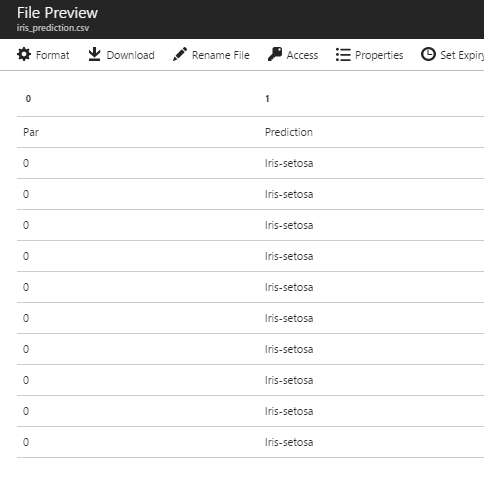 File Preview
iris_prediction.csv
Format Download Rename File Access Properties Set Expiry
0 1
Par Prediction
0 Iris-setosa
0 Iris-setosa
0 Iris-setosa
0 Iris-setosa
0 Iris-setosa
0 Iris-setosa
0 Iris-setosa
0 Iris-setosa
0 Iris-setosa
0 Iris-setosa